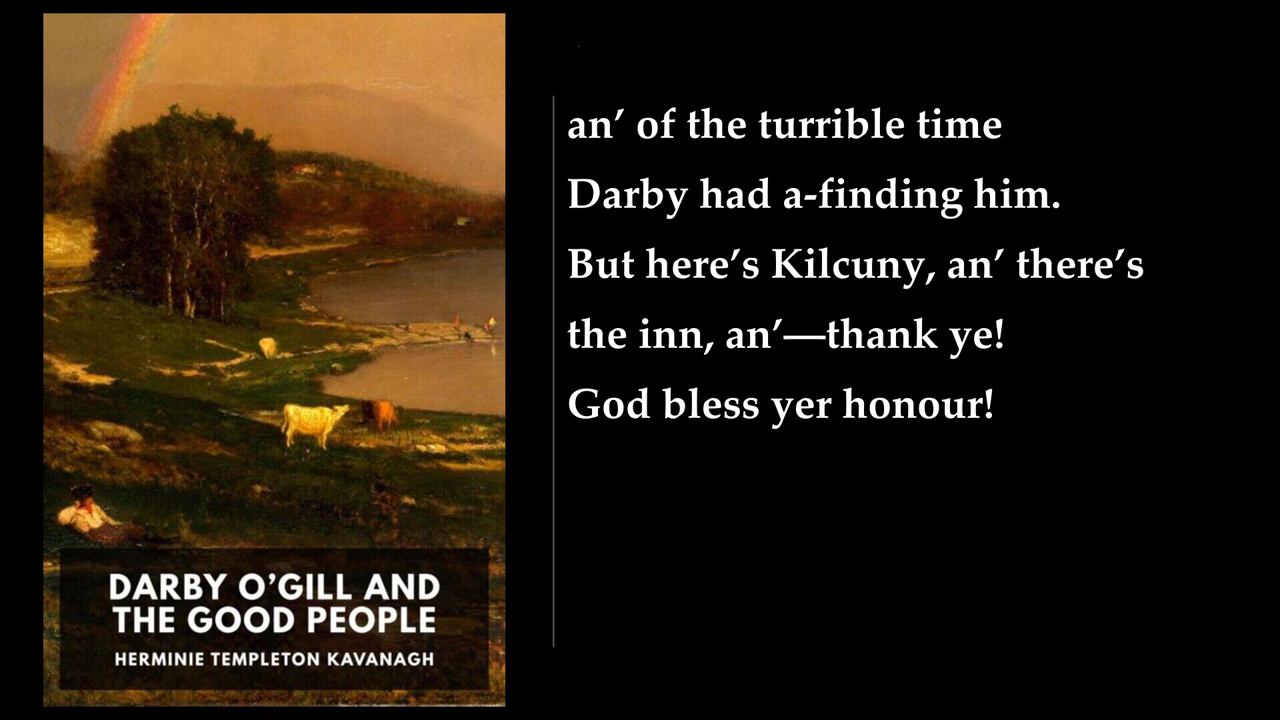 an’ of the turrible time
Darby had a-finding him.
But here’s Kilcuny, an’ there’s
the inn, an’—thank ye!
God bless yer honour!
DARBY O’GILL AND
THE GOOD PEOPLE
HERMINIE TEMPLETON KAVANAGH